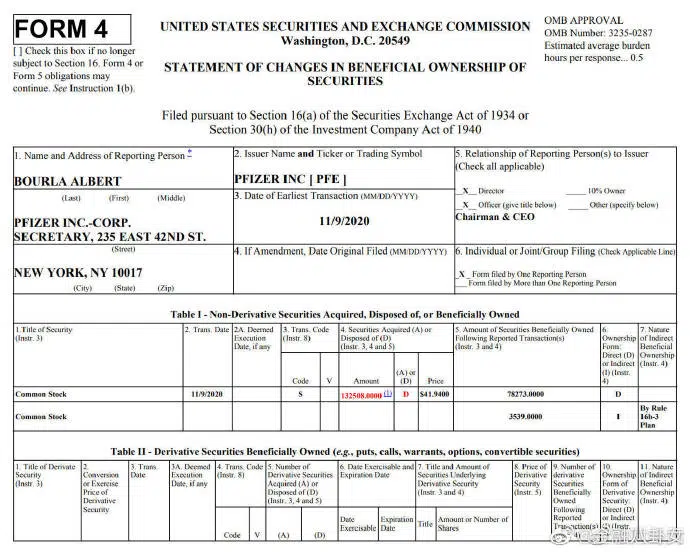 FORM 4
[ ] Check this box if no longer
subject to Section 16. Form 4 or
Form 5 obligations may
continue. See Instruction 1(b).
UNITED STATES SECURITIES AND EXCHANGE COMMISSION
Washington, D.C. 20549
STATEMENT OF CHANGES IN BENEFICIAL OWNERSHIP OF
SECURITIES
OMB APPROVAL
OMB Number: 3235-0287
Estimated average burden
hours per response... 0.5
Filed pursuant to Section 16(a) of the Securities Exchange Act of 1934 or
Section 30(h) of the Investment Company Act of 1940
1. Name and Address of Reporting Person *
BOURLA ALBERT
(Last) (First) (Middle)
PFIZER INC.-CORP.
SECRETARY, 235 EAST 42ND ST.
(Street)
NEW YORK, NY 10017
(City) (State) (Zip)
2. Issuer Name and Ticker or Trading Symbol
PFIZER INC [ PFE ]
3. Date of Earliest Transaction (MM/DD/YYYY)
11/9/2020
4. If Amendment, Date Original Filed (MM/DD/YYYY)
5. Relationship of Reporting Person(s) to Issuer
(Check all applicable)
__X__ Director _____ 10% Owner
__X__ Officer (give title below) _____ Other (specify below)
Chairman & CEO
6. Individual or Joint/Group Filing (Check Applicable Line)
_X_ Form filed by One Reporting Person
___ Form filed by More than One Reporting Person
Table I - Non-Derivative Securities Acquired, Disposed of, or Beneficially Owned
1.Title of Security
(Instr. 3)
2. Trans. Date
2A. Deemed
Execution
Date, if any
3. Trans. Code
(Instr. 8)
Code V
4. Securities Acquired (A) or
Disposed of (D)
(Instr. 3, 4 and 5)
Amount (A) or (D) Price
5. Amount of Securities Beneficially Owned
Following Reported Transaction(s)
(Instr. 3 and 4)
6.
Ownership
Form:
Direct (D)
or Indirect
(I) (Instr.
4)
7. Nature
of Indirect
Beneficial
Ownership
(Instr. 4)
Common Stock 11/9/2020 S 132508.0000 (1) D $41.9400 78273.0000 D
Common Stock 3539.0000 I By Rule 16b-3 Plan
Table II - Derivative Securities Beneficially Owned (e.g., puts, calls, warrants, options, convertible securities)
1. Title of Derivate
Security
(Instr. 3)
2.
Conversion
or Exercise
Price of
Derivative
Security
3. Trans.
Date
3A. Deemed
Execution
Date, if any
4. Trans. Code
(Instr. 8)
Code V
5. Number of
Derivative Securities
Acquired (A) or
Disposed of (D)
(Instr. 3, 4 and 5)
(A) (D)
6. Date Exercisable and
Expiration Date
Date
Exercisable
Expiration
Date
7. Title and Amount of
Securities Underlying
Derivative Security
(Instr. 3 and 4)
Title Amount or Number of
Shares
8. Price of
Derivative
Security
(Instr. 5)
9. Number of
derivative
Securities
Beneficially
Owned
Following
Reported
Transaction(s)
10.
Ownership
Form of
Derivative
Security:
Direct (D)
or Indirect
11. Nature
of Indirect
Beneficial
Ownership
(Instr. 4)
@金融八卦女